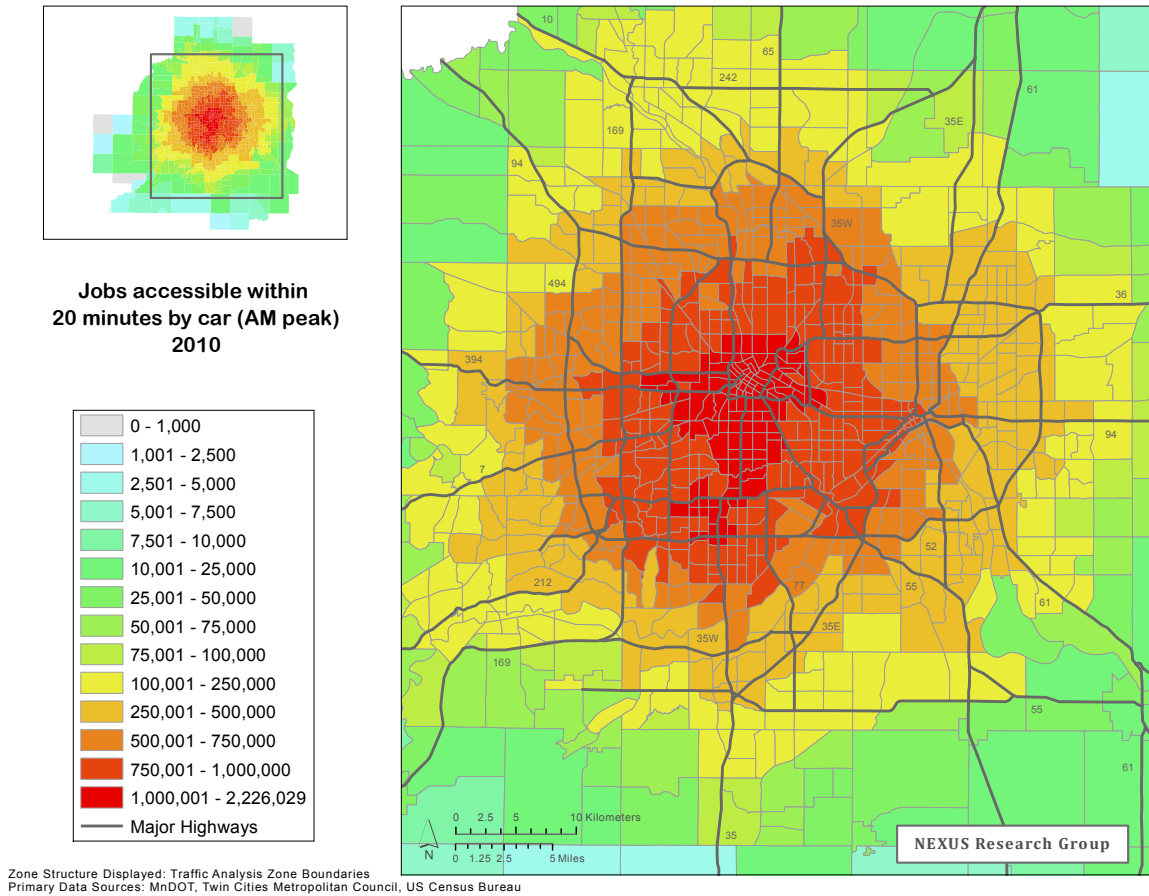 Jobs accessible within
20 minutes by car (AM peak)
2010
0 - 1,000
1,001 - 2,500
2,501 - 5,000
5,001 - 7,500
7,501 - 10,000
10,001 - 25,000
25,001 - 50,000
50,001 - 75,000
75,001 - 100,000
100,001 - 250,000
250,001 - 500,000
500,001 - 750,000
750,001 - 1,000,000
1,000,001 - 2,226,029
Major Highways
10
65
242
61
169
35E
94
35W
494
36
394
94
7
52
212
77
55
61
35W
35E
169
55
61
35
N
0 2.5 5 10 Kilometers
0 1.25 2.5 5 Miles
NEXUS Research Group
Zone Structure Displayed: Traffic Analysis Zone Boundaries
Primary Data Sources: MnDOT, Twin Cities Metropolitan Council, US Census Bureau